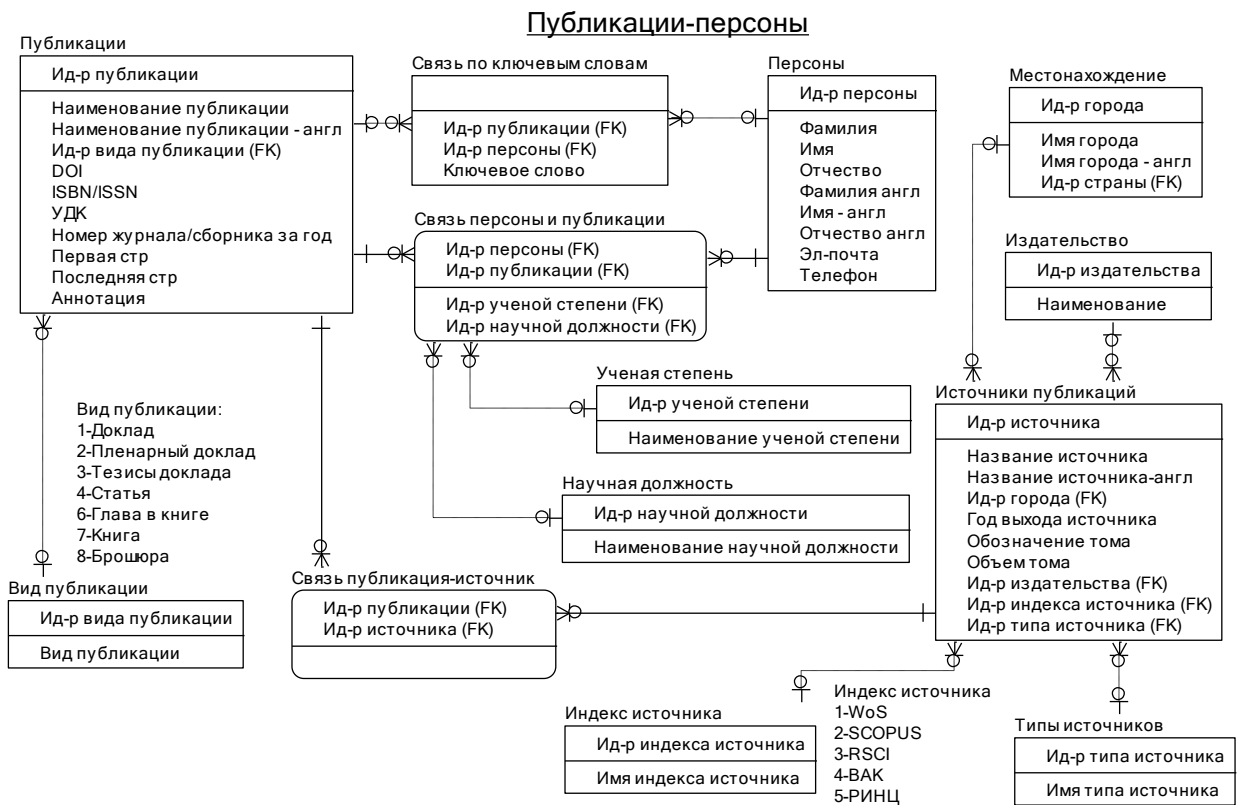 Публикации-персоны
Публикации
Ид-р публикации
Наименование публикации
Наименование публикации - англ
Ид-р вида публикации (FK)
DOI
ISBN/ISSN
УДК
Номер журнала/сборника за год
Первая стр
Последняя стр
Аннотация
Связь по ключевым словам
Ид-р публикации (FK)
Ид-р персоны (FK)
Ключевое слово
Персоны
Ид-р персоны
Фамилия
Имя
Отчество
Фамилия англ
Имя - англ
Отчество англ
Эл-почта
Телефон
Местонахождение
Ид-р города
Имя города
Имя города - англ
Ид-р страны (FK)
Связь персоны и публикации
Ид-р персоны (FK)
Ид-р публикации (FK)
Ид-р ученой степени (FK)
Ид-р научной должности (FK)
Издательство
Ид-р издательства
Наименование
Ученая степень
Ид-р ученой степени
Наименование ученой степени
Источники публикаций
Ид-р источника
Название источника
Название источника-англ
Ид-р города (FK)
Год выхода источника
Обозначение тома
Объем тома
Ид-р издательства (FK)
Ид-р индекса источника (FK)
Ид-р типа источника (FK)
Вид публикации:
1-Доклад
2-Пленарный доклад
3-Тезисы доклада
4-Статья
6-Глава в книге
7-Книга
8-Брошюра
Научная должность
Ид-р научной должности
Наименование научной должности
Вид публикации
Ид-р вида публикации
Вид публикации
Связь публикация-источник
Ид-р публикации (FK)
Ид-р источника (FK)
Индекс источника
Ид-р индекса источника
Имя индекса источника
Индекс источника
1-WoS
2-SCOPUS
3-RSCI
4-ВАК
5-РИНЦ
Типы источников
Ид-р типа источника
Имя типа источника